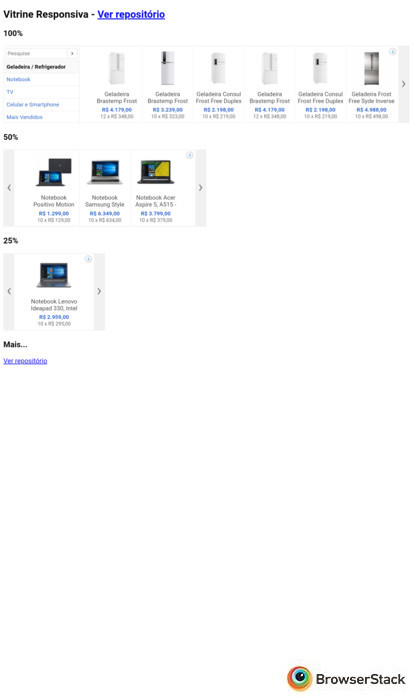 Vitrine Responsiva - Ver repositório
100%
Pesquise
Geladeira / Refrigerador
Notebook
TV
Celular e Smartphone
Mais Vendidos
Geladeira Brastemp Frost
R$ 4.179,00
12 x R$ 348,00
Geladeira Brastemp Frost
R$ 3.239,00
10 x R$ 323,00
Geladeira Consul Frost Free Duplex
R$ 2.198,00
10 x R$ 219,00
Geladeira Brastemp Frost
R$ 4.179,00
12 x R$ 348,00
Geladeira Consul Frost Free Duplex
R$ 2.198,00
10 x R$ 219,00
Geladeira Frost Free Syde Inverse
R$ 4.988,00
10 x R$ 498,00
50%
Notebook Positivo Motion
R$ 1.299,00
10 x R$ 129,00
Notebook Samsung Style
R$ 6.349,00
10 x R$ 634,00
Notebook Acer Aspire 5, A515 -
R$ 3.799,00
10 x R$ 379,00
25%
Notebook Lenovo Ideapad 330, Intel
R$ 2.959,00
10 x R$ 295,00
Mais...
Ver repositório
BrowserStack